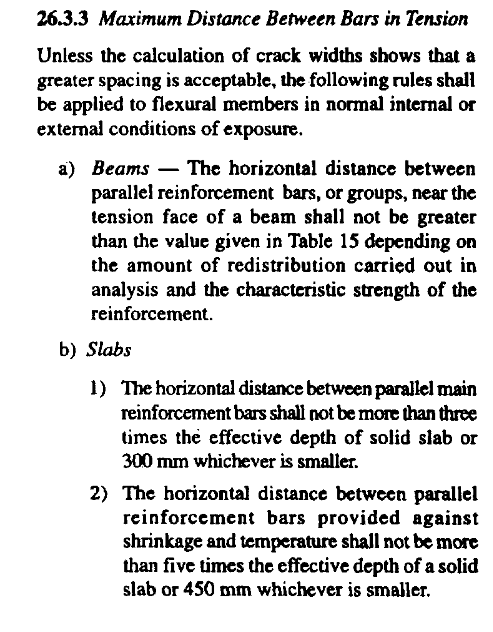 26.3.3 Maximum Distance Between Bars in Tension
Unless the calculation of crack widths shows that a
greater spacing is acceptable, the following rules shall
be applied to flexural members in normal internal or
external conditions of exposure.
a) Beams — The horizontal distance between
parallel reinforcement bars, or groups, near the
tension face of a beam shall not be greater
than the value given in Table 15 depending on
the amount of redistribution carried out in
analysis and the characteristic strength of the
reinforcement.
b) Slabs
1) The horizontal distance between parallel main
reinforcement bars shall not be more than three
times the effective depth of solid slab or
300 mm whichever is smaller.
2) The horizontal distance between parallel
reinforcement bars provided against
shrinkage and temperature shall not be more
than five times the effective depth of a solid
slab or 450 mm whichever is smaller.